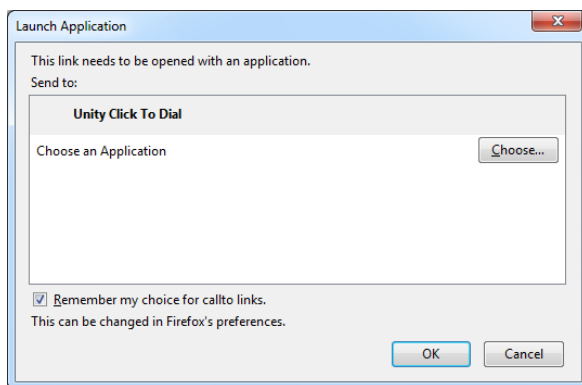 Launch Application
This link needs to be opened with an application.
Send to:
Unity Click To Dial
Choose an Application
Choose...
Remember my choice for callto links.
This can be changed in Firefox's preferences.
OK
Cancel